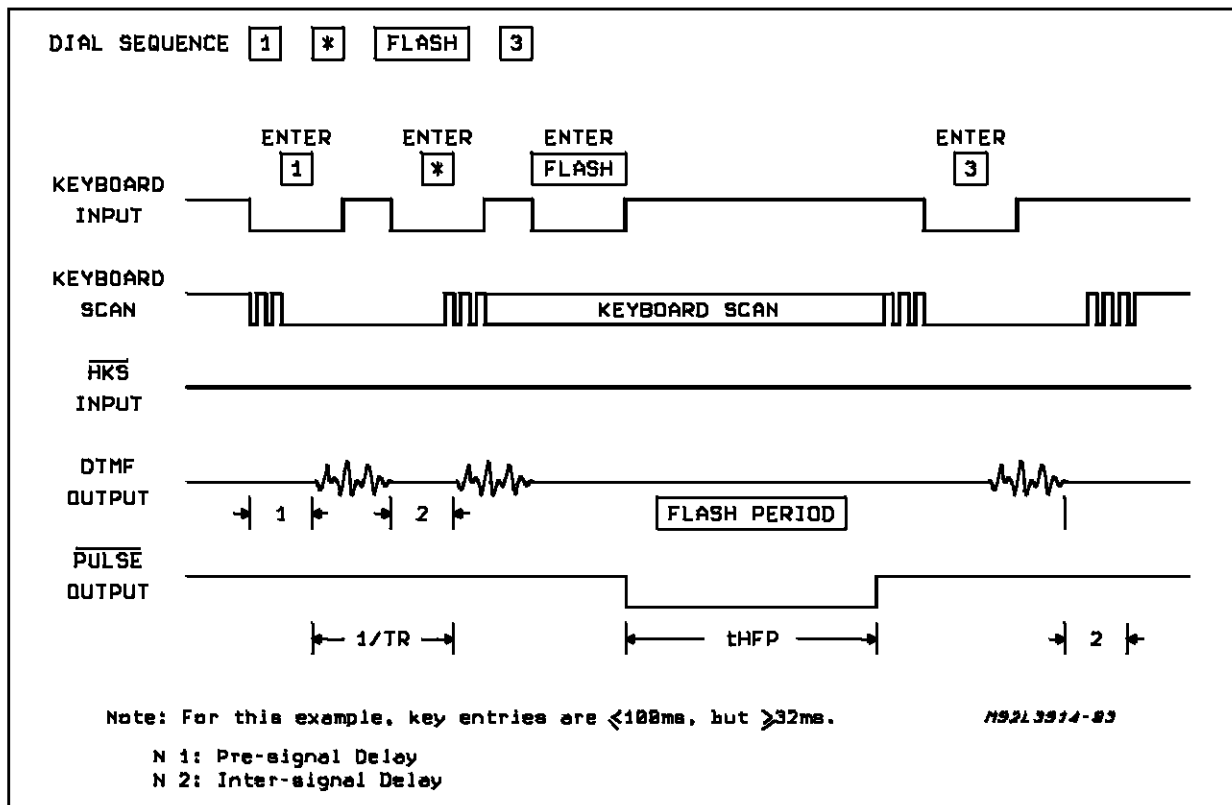 DIAL SEQUENCE 1 * FLASH 3
ENTER ENTER ENTER ENTER
1 * FLASH 3
KEYBOARD
INPUT
KEYBOARD
SCAN
KEYBOARD SCAN
HKS
INPUT
DTMF
OUTPUT
1 2 FLASH PERIOD
PULSE
OUTPUT
1/TR tHFP 2
Note: For this example, key entries are ≤100ms, but ≥32ms.
M92L3914-03
N 1: Pre-signal Delay
N 2: Inter-signal Delay